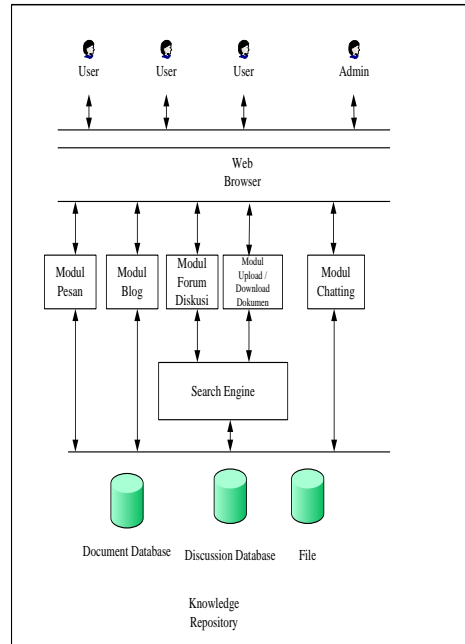 User
User
User
Admin
Web
Browser
Modul
Pesan
Modul
Blog
Modul
Forum
Diskusi
Modul
Upload /
Download
Dokumen
Modul
Chatting
Search Engine
Document Database
Discussion Database
File
Knowledge
Repository